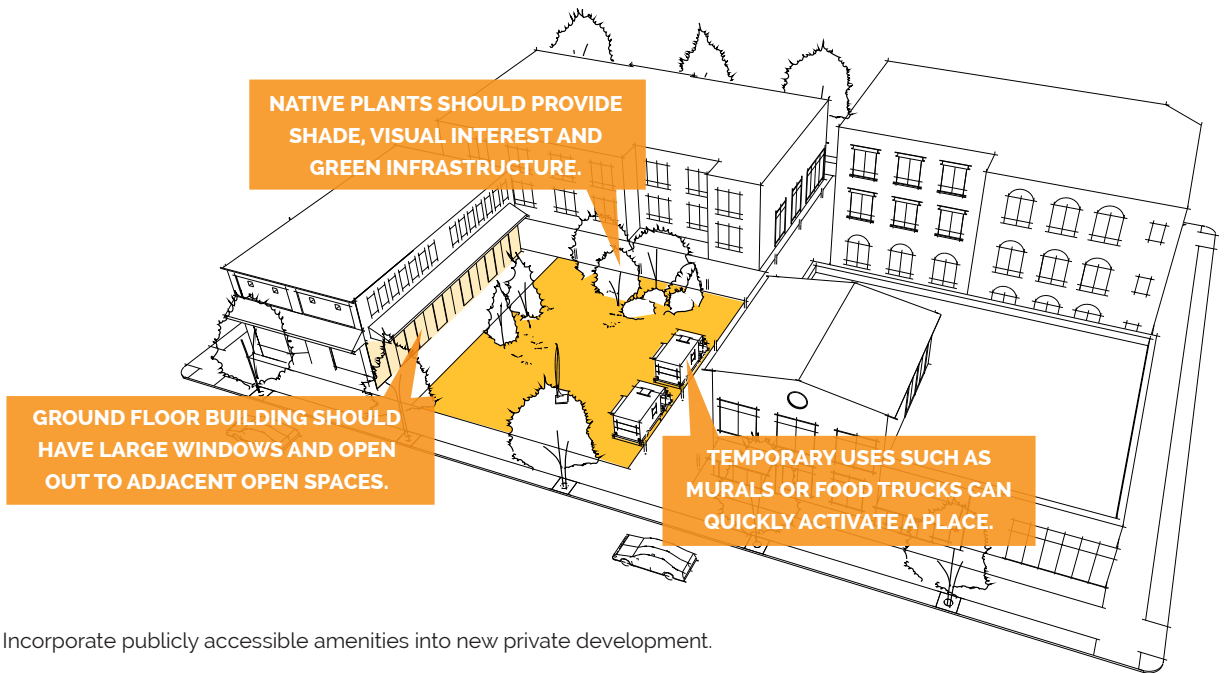 NATIVE PLANTS SHOULD PROVIDE
SHADE, VISUAL INTEREST AND
GREEN INFRASTRUCTURE.
GROUND FLOOR BUILDING SHOULD
HAVE LARGE WINDOWS AND OPEN
OUT TO ADJACENT OPEN SPACES.
TEMPORARY USES SUCH AS
MURALS OR FOOD TRUCKS CAN
QUICKLY ACTIVATE A PLACE.
Incorporate publicly accessible amenities into new private development.